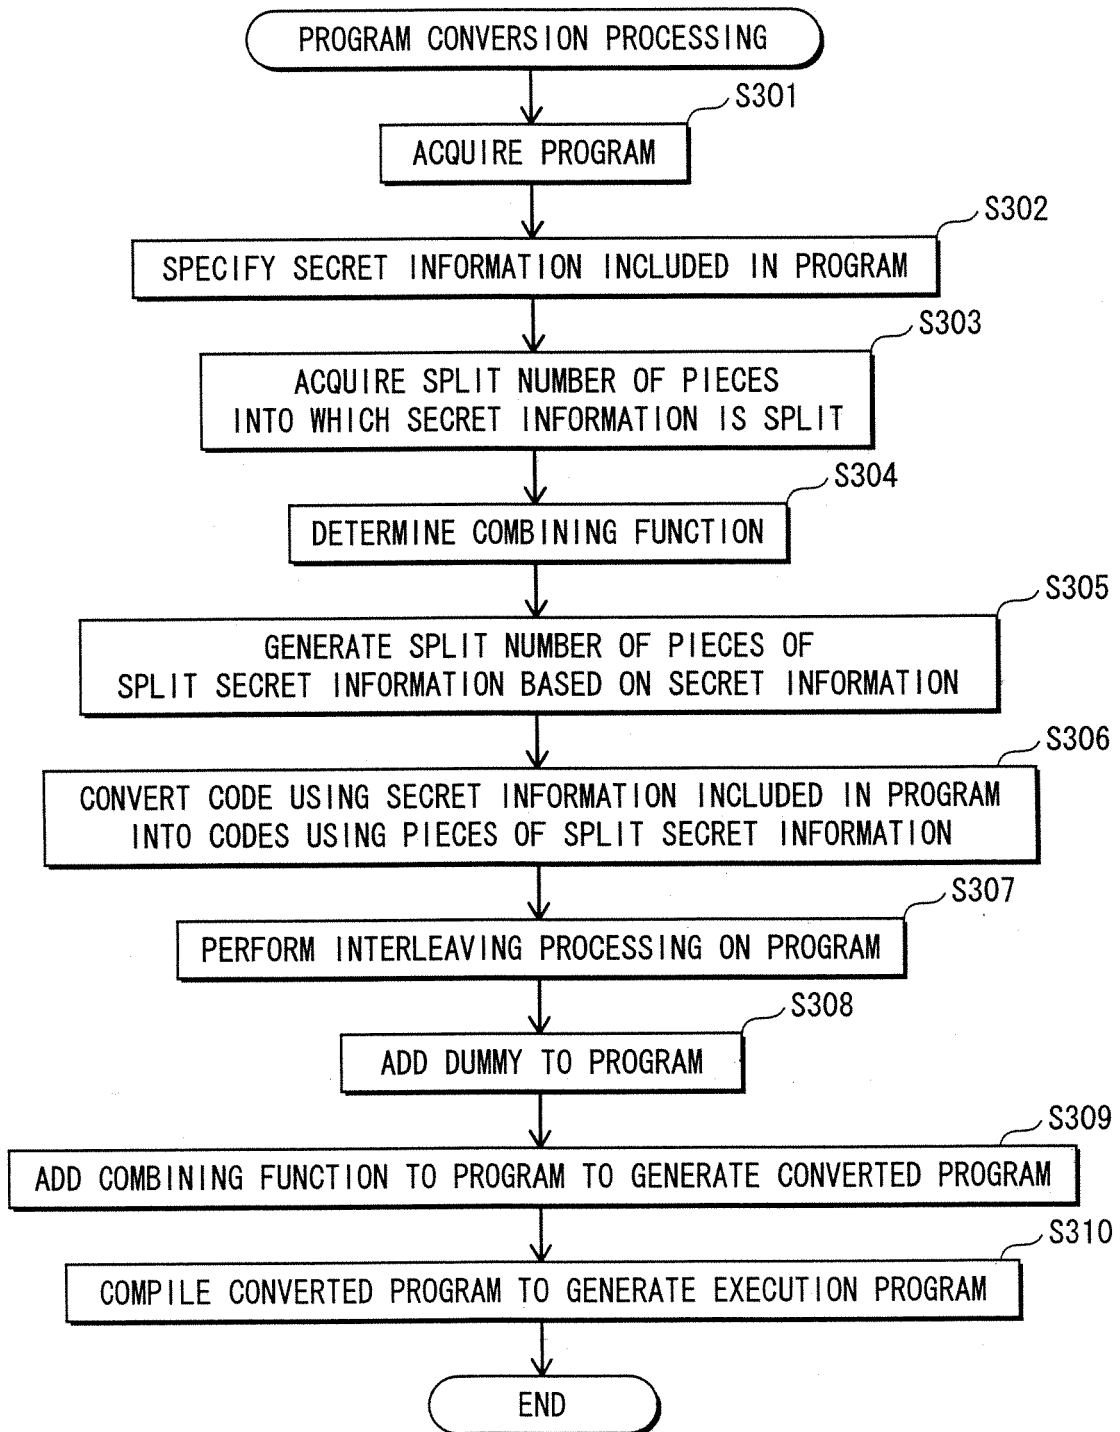 PROGRAM CONVERSION PROCESSING
S301
ACQUIRE PROGRAM
S302
SPECIFY SECRET INFORMATION INCLUDED IN PROGRAM
S303
ACQUIRE SPLIT NUMBER OF PIECES
INTO WHICH SECRET INFORMATION IS SPLIT
S304
DETERMINE COMBINING FUNCTION
S305
GENERATE SPLIT NUMBER OF PIECES OF
SPLIT SECRET INFORMATION BASED ON SECRET INFORMATION
S306
CONVERT CODE USING SECRET INFORMATION INCLUDED IN PROGRAM
INTO CODES USING PIECES OF SPLIT SECRET INFORMATION
S307
PERFORM INTERLEAVING PROCESSING ON PROGRAM
S308
ADD DUMMY TO PROGRAM
S309
ADD COMBINING FUNCTION TO PROGRAM TO GENERATE CONVERTED PROGRAM
S310
COMPILE CONVERTED PROGRAM TO GENERATE EXECUTION PROGRAM
END